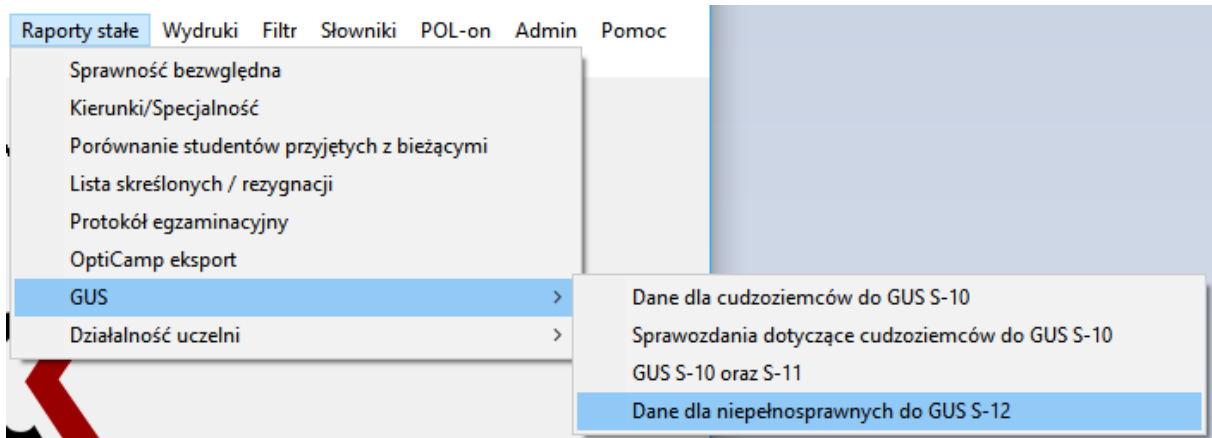 Raporty stałe Wydruki Filtr Słowniki POL-on Admin Pomoc
Sprawność bezwględna
Kierunki/Specjalność
Porównanie studentów przyjętych z bieżącymi
Lista skreślonych / rezygnacji
Protokół egzaminacyjny
OptiCamp eksport
GUS
Działalność uczelni
Dane dla cudzoziemców do GUS S-10
Sprawozdania dotyczące cudzoziemców do GUS S-10
GUS S-10 oraz S-11
Dane dla niepełnosprawnych do GUS S-12